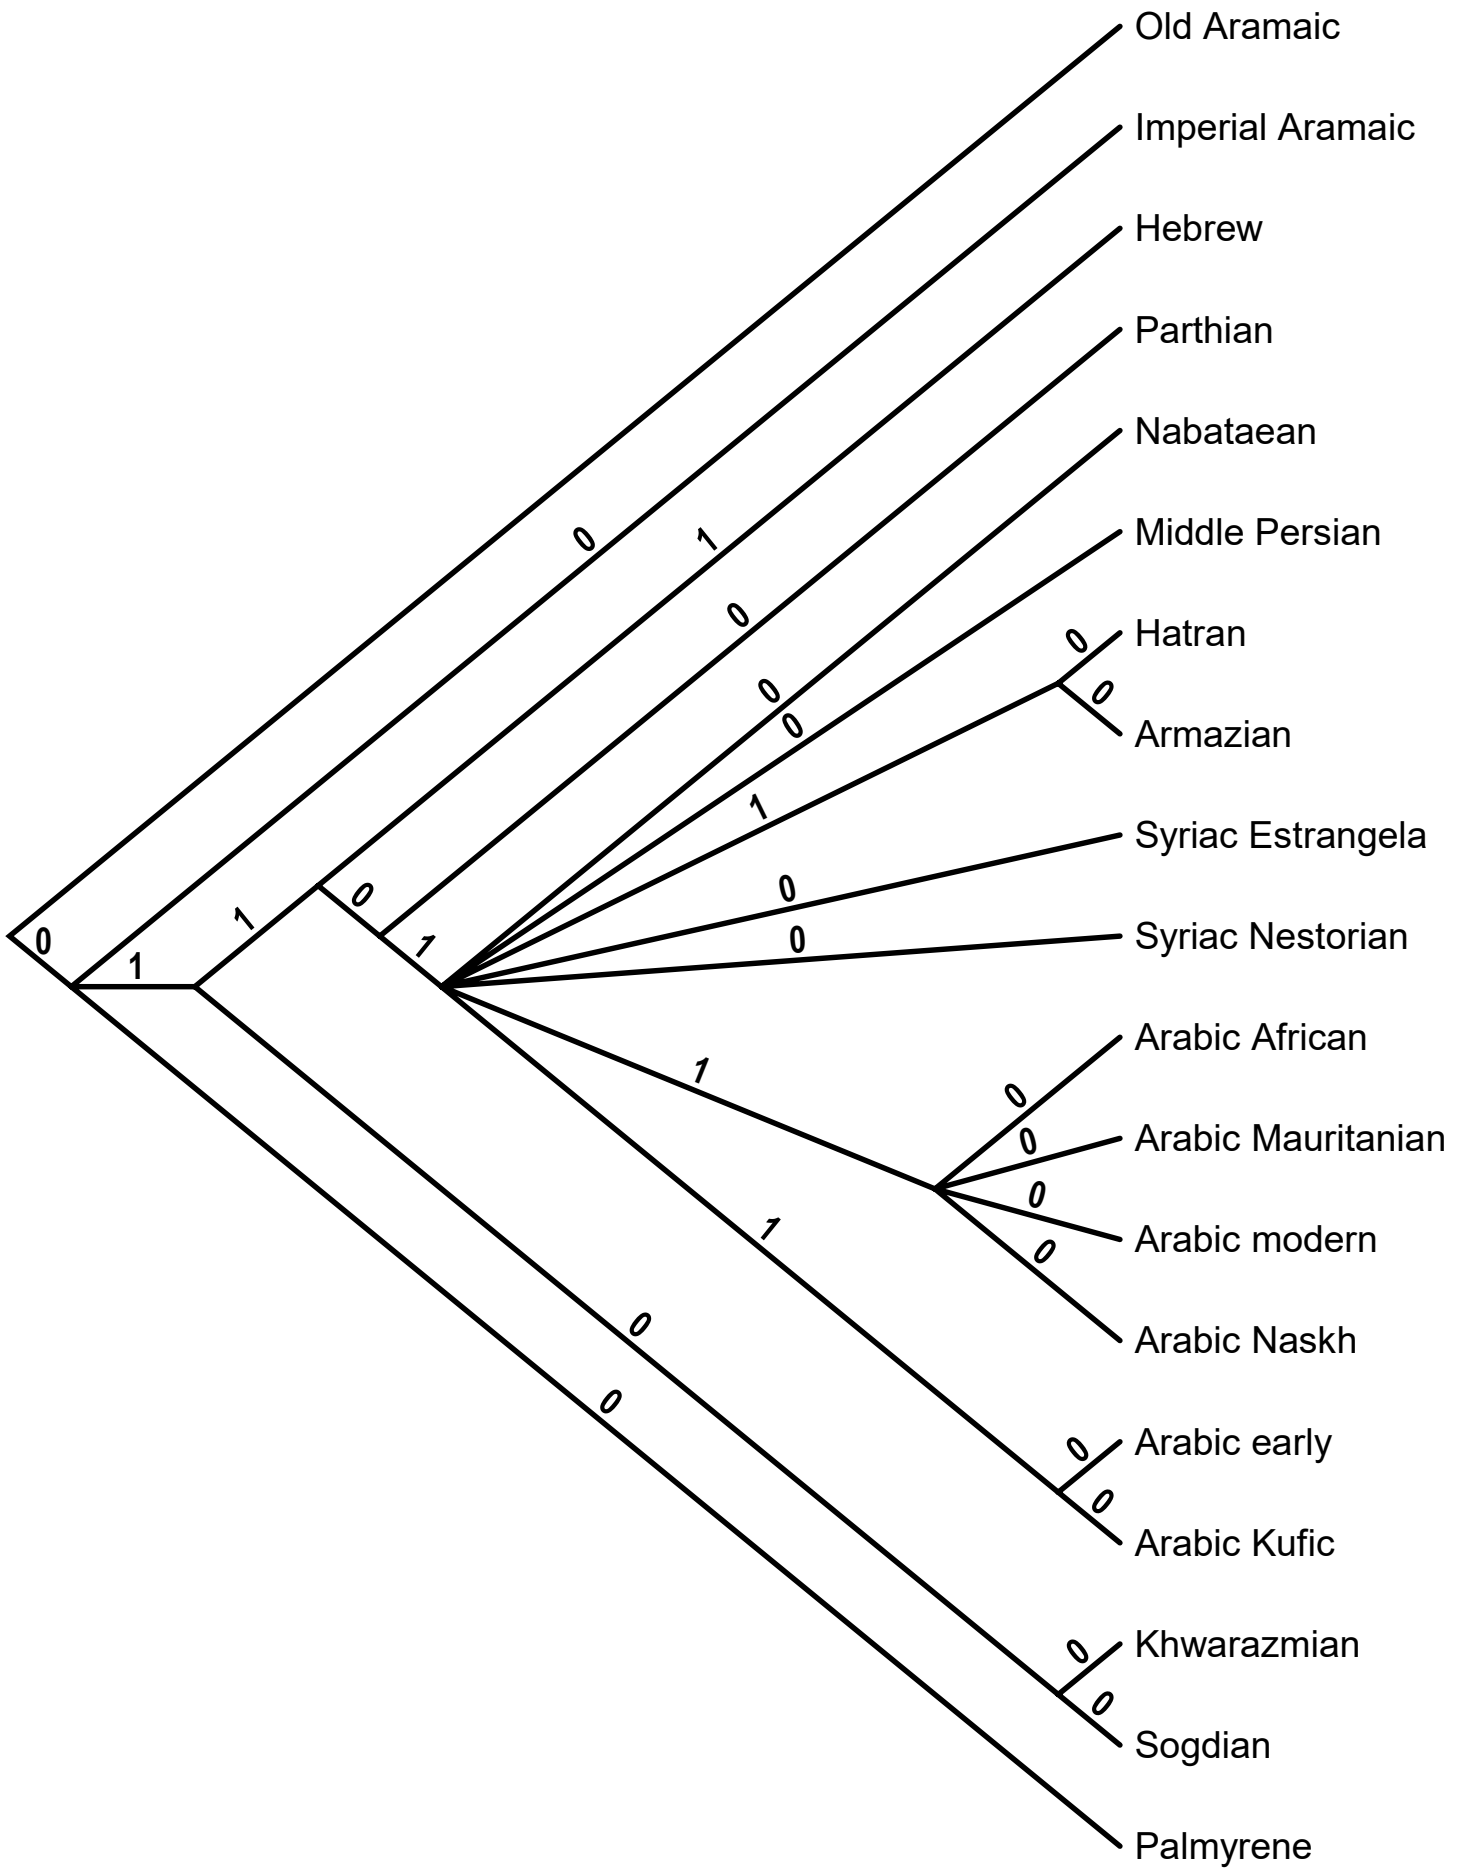 Old Aramaic
Imperial Aramaic
Hebrew
Parthian
Nabataean
Middle Persian
0
1
0
Hatran
0
0
0
0
Armazian
1
Syriac Estrangela
0
0
1
0
0
1
1
Syriac Nestorian
Arabic African
1
0
Arabic Mauritanian
0
0
Arabic modern
1
0
Arabic Naskh
0
0
Arabic early
0
0
Arabic Kufic
0
Khwarazmian
0
Sogdian
Palmyrene